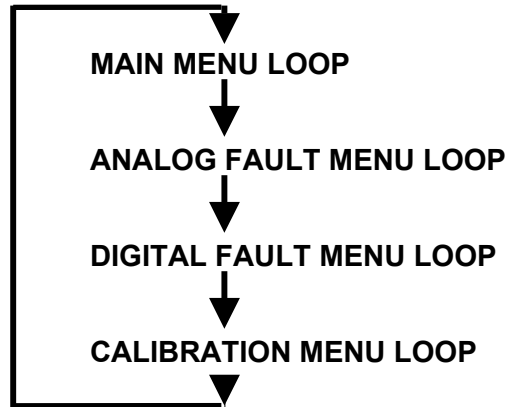 MAIN MENU LOOP
ANALOG FAULT MENU LOOP
DIGITAL FAULT MENU LOOP
CALIBRATION MENU LOOP